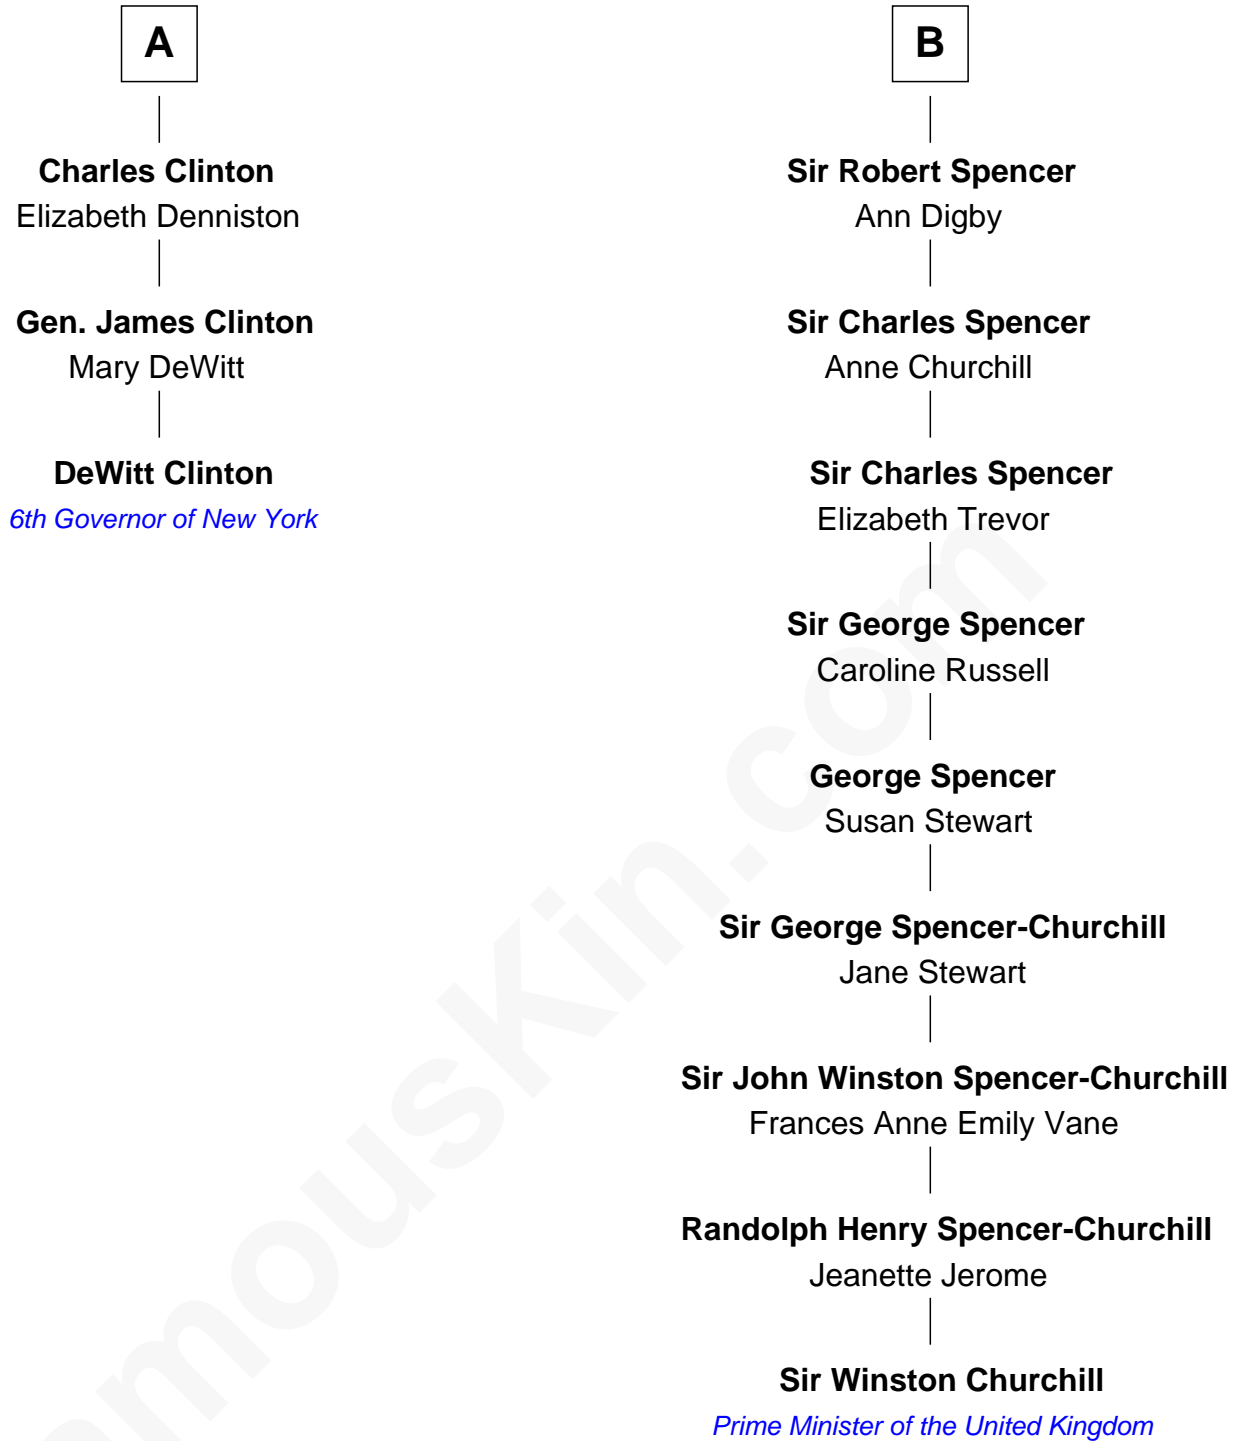 A
Charles Clinton
Elizabeth Denniston
Gen. James Clinton
Mary DeWitt
DeWitt Clinton
6th Governor of New York
B
Sir Robert Spencer
Ann Digby
Sir Charles Spencer
Anne Churchill
Sir Charles Spencer
Elizabeth Trevor
Sir George Spencer
Caroline Russell
George Spencer
Susan Stewart
Sir George Spencer-Churchill
Jane Stewart
Sir John Winston Spencer-Churchill
Frances Anne Emily Vane
Randolph Henry Spencer-Churchill
Jeanette Jerome
Sir Winston Churchill
Prime Minister of the United Kingdom
amouskin.com